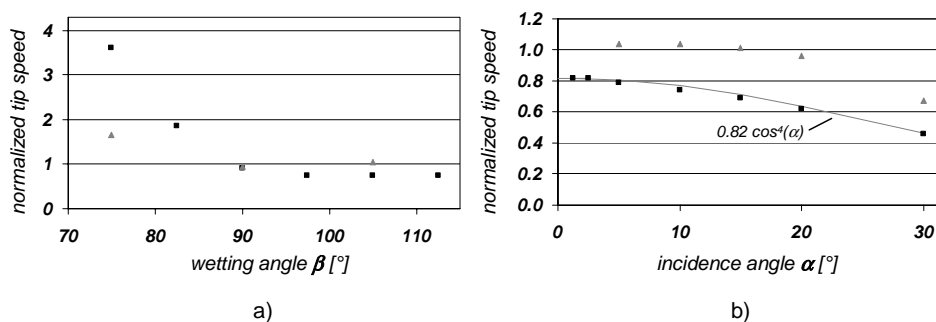 normalized tip speed
4
3
2
1
0
70 80 90 100 110
wetting angle β [°]
a)
normalized tip speed
1.2
1.0
0.8
0.6
0.4
0.2
0.0
0.82 cos⁴(α)
0 10 20 30
incidence angle α [°]
b)